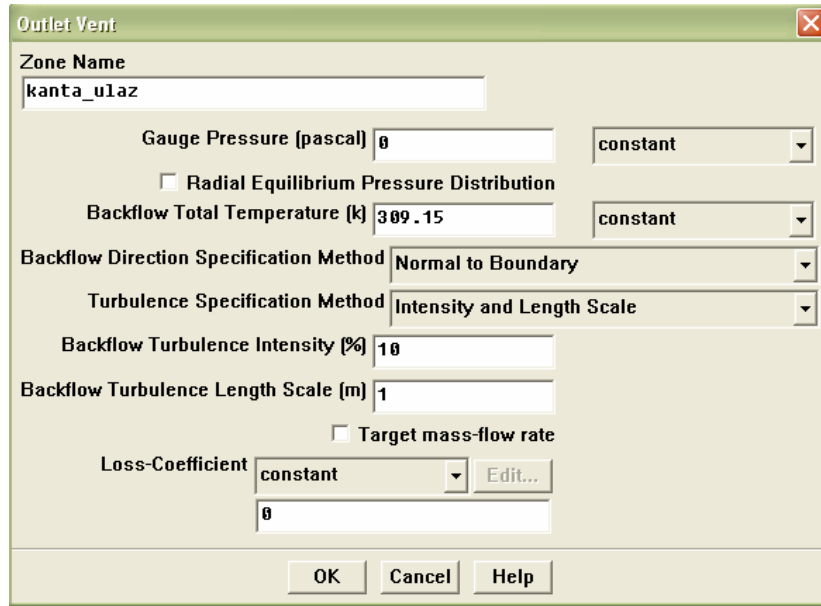 Outlet Vent
Zone Name
kanta_ulaz
Gauge Pressure (pascal) 0 constant
Radial Equilibrium Pressure Distribution
Backflow Total Temperature (k) 309.15 constant
Backflow Direction Specification Method Normal to Boundary
Turbulence Specification Method Intensity and Length Scale
Backflow Turbulence Intensity (%) 10
Backflow Turbulence Length Scale (m) 1
Target mass-flow rate
Loss-Coefficient constant Edit...
0
OK Cancel Help